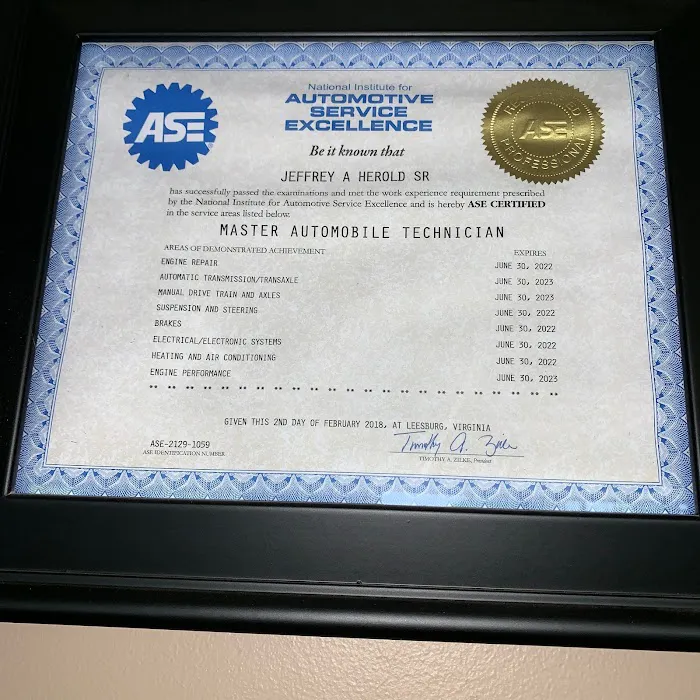 National Institute for
AUTOMOTIVE
SERVICE
EXCELLENCE
ASE
RECOGNIZED
ASE
PROFESSIONAL
Be it known that
JEFFREY A HEROLD SR
has successfully passed the examinations and met the work experience requirement prescribed
by the National Institute for Automotive Service Excellence and is hereby ASE CERTIFIED
in the service areas listed below.
MASTER AUTOMOBILE TECHNICIAN
AREAS OF DEMONSTRATED ACHIEVEMENT EXPIRES
ENGINE REPAIR JUNE 30, 2022
AUTOMATIC TRANSMISSION/TRANSAXLE JUNE 30, 2023
MANUAL DRIVE TRAIN AND AXLES JUNE 30, 2023
SUSPENSION AND STEERING JUNE 30, 2022
BRAKES JUNE 30, 2022
ELECTRICAL/ELECTRONIC SYSTEMS JUNE 30, 2022
HEATING AND AIR CONDITIONING JUNE 30, 2022
ENGINE PERFORMANCE JUNE 30, 2023
** ** ** ** ** ** ** ** ** ** ** ** ** ** ** ** ** ** ** ** ** ** **
GIVEN THIS 2ND DAY OF FEBRUARY 2018, AT LEESBURG, VIRGINIA
ASE-2129-1059 Timothy A. Zilke
ASE IDENTIFICATION NUMBER TIMOTHY A. ZILKE, President